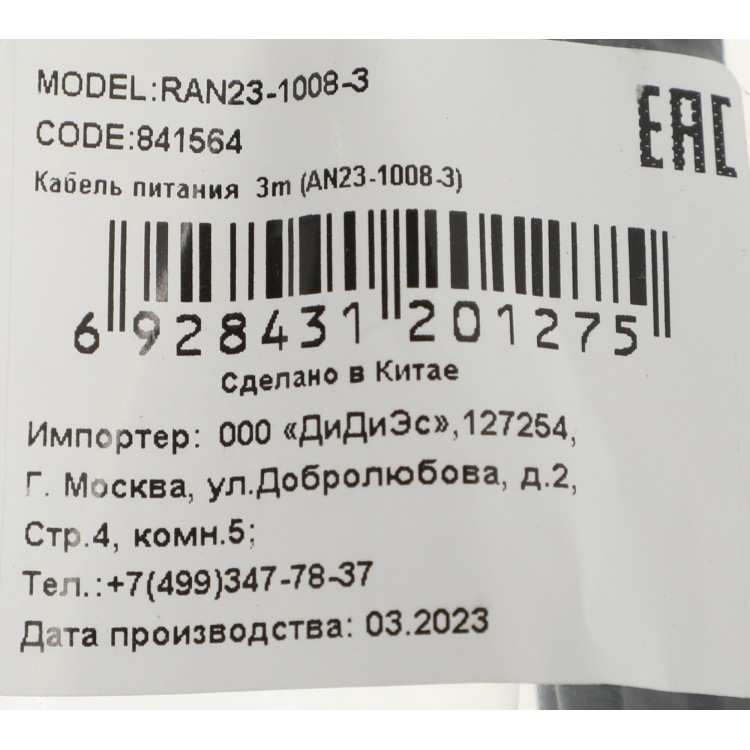 MODEL:RAN23-1008-3
EAC
CODE:841564
Кабель питания 3m (AN23-1008-3)
6 928431 201275
Сделано в Китае
Импортер: ООО «ДиДиЭс»,127254,
Г. Москва, ул.Добролюбова, д.2,
Стр.4, комн.5;
Тел.:+7(499)347-78-37
Дата производства: 03.2023